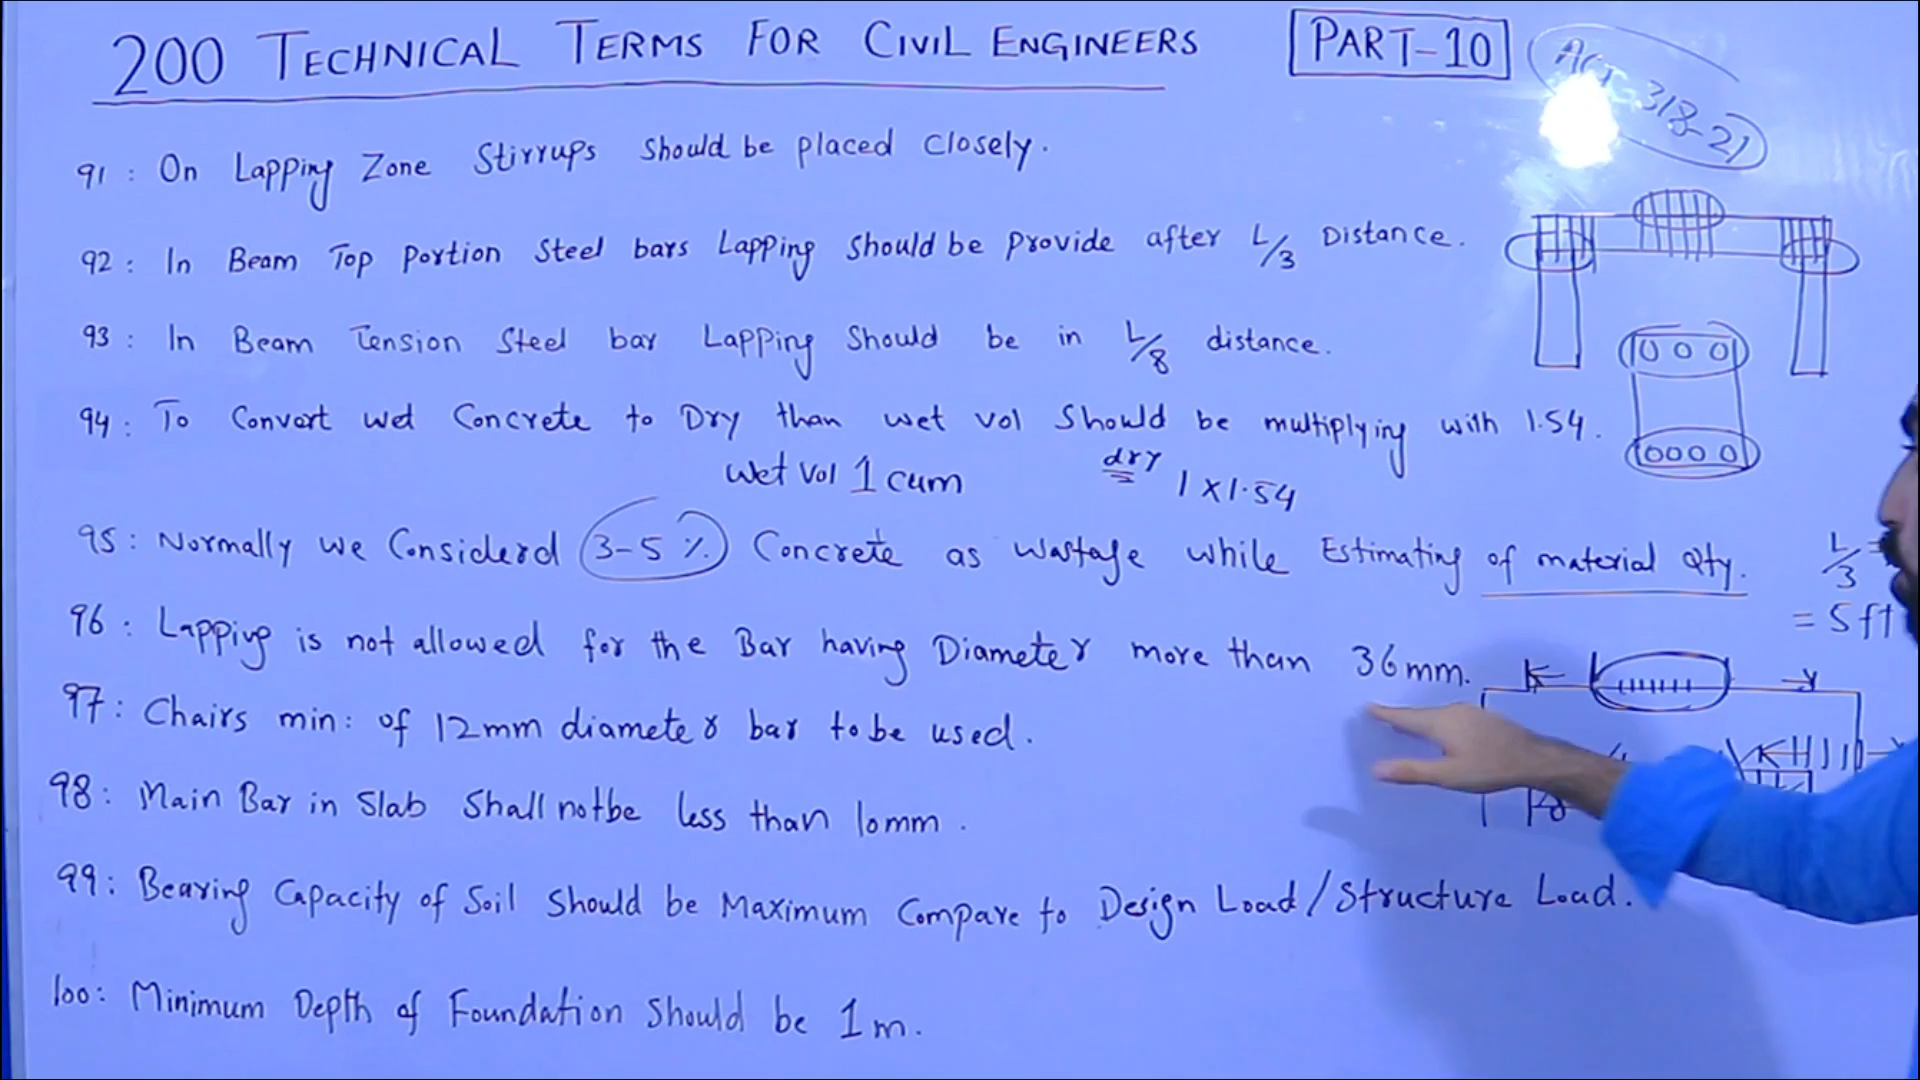 200 TECHNICAL TERMS FOR CIVIL ENGINEERS
PART-10
ACI 318-21
91: On Lapping Zone Stirrups Should be placed Closely.
92: In Beam Top Portion Steel bars Lapping Should be Provide after L/3 Distance.
93: In Beam Tension Steel bar Lapping Should be in L/8 distance.
94: To Convert Wet Concrete to Dry than wet vol Should be multiplying with 1.54.
Wet Vol 1 cum dry 1 X 1.54
95: Normally we Considerd 3-5 % Concrete as Wastage while Estimating of material Qty.
L/3 =
= 5 ft
96: Lapping is not allowed for the Bar having Diameter more than 36mm.
97: Chairs min: of 12mm diameter bar to be used.
98: Main Bar in Slab Shall not be less than 10mm.
99: Bearing Capacity of Soil Should be Maximum Compare to Design Load/Structure Load.
100: Minimum Depth of Foundation Should be 1m.